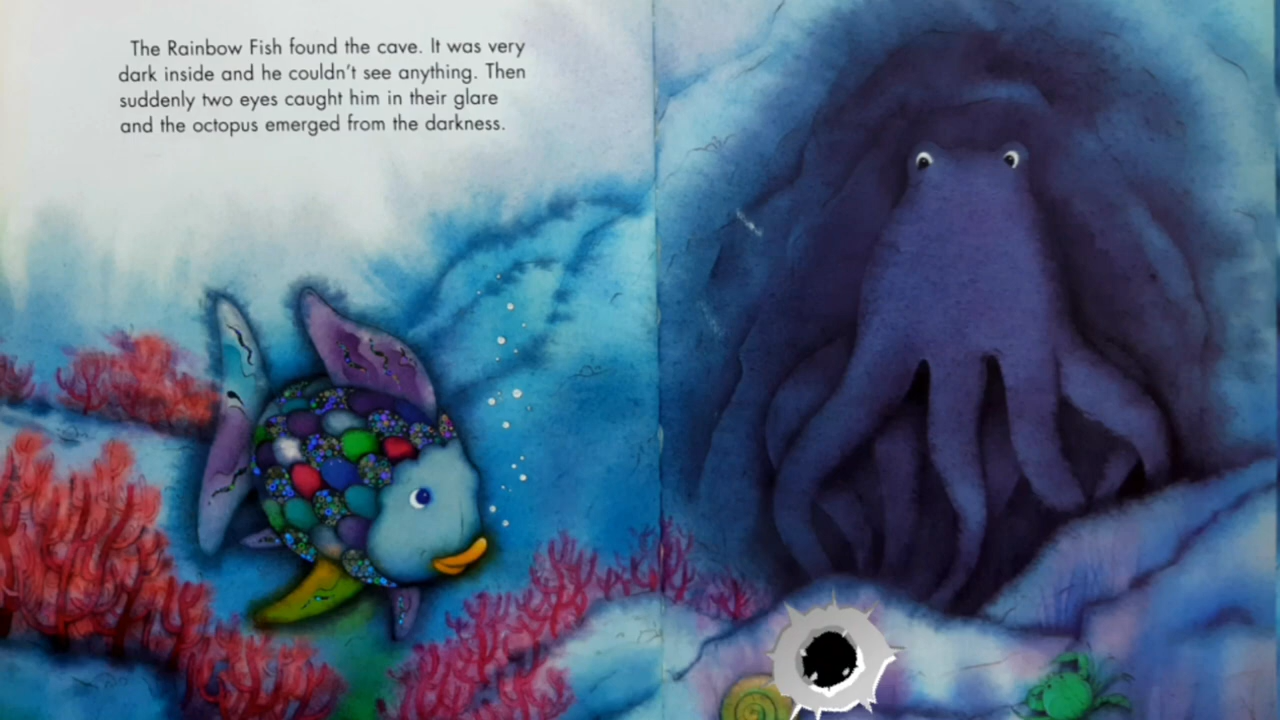 The Rainbow Fish found the cave. It was very
dark inside and he couldn't see anything. Then
suddenly two eyes caught him in their glare
and the octopus emerged from the darkness.